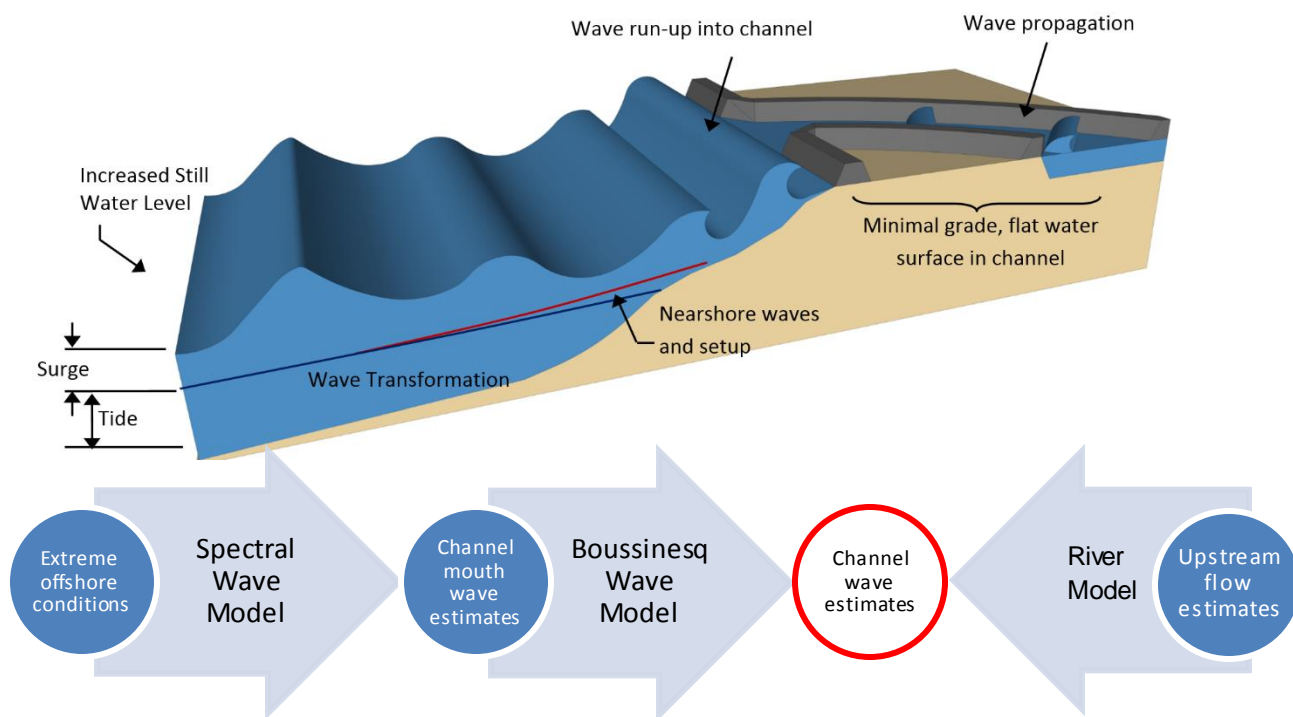 Wave run-up into channel
Wave propagation
Increased Still
Water Level
Minimal grade, flat water
surface in channel
Nearshore waves
and setup
Surge
Wave Transformation
Tide
Extreme
offshore
conditions
Spectral
Wave
Model
Channel
mouth
wave
estimates
Boussinesq
Wave
Model
Channel
wave
estimates
River
Model
Upstream
flow
estimates